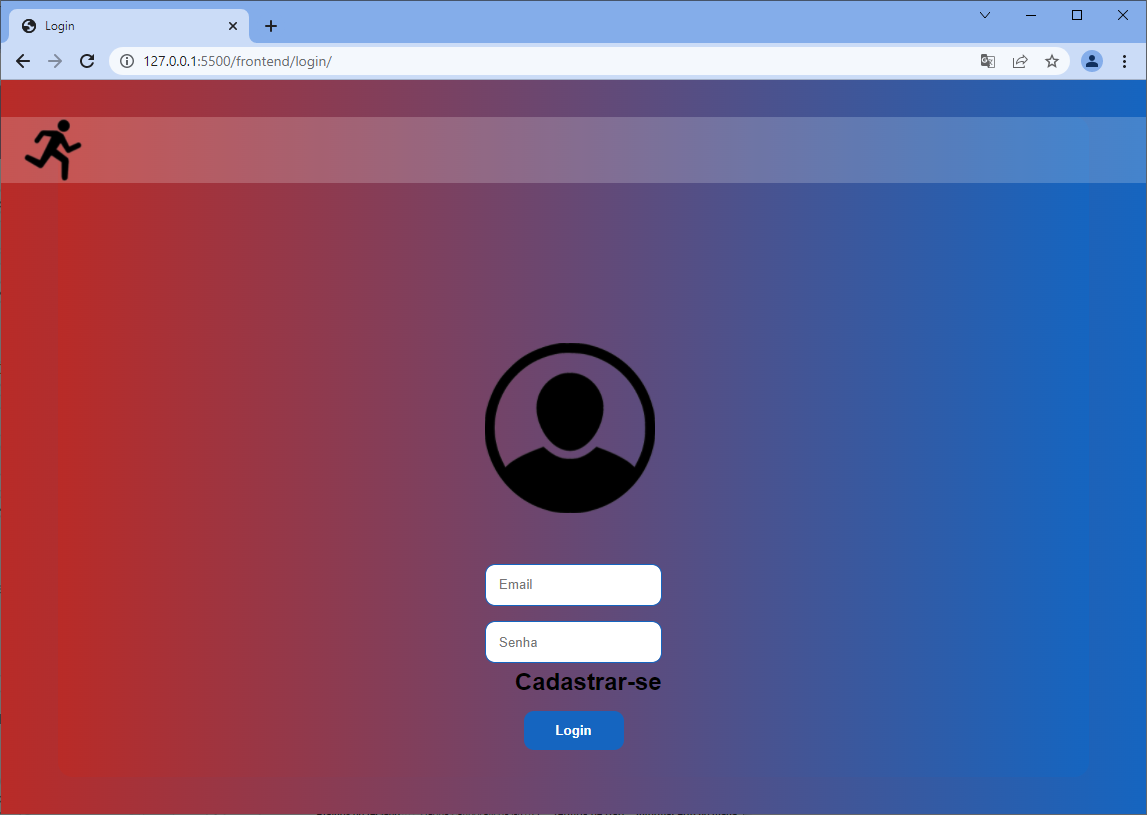 Login
127.0.0.1:5500/frontend/login/
Email
Senha
Cadastrar-se
Login